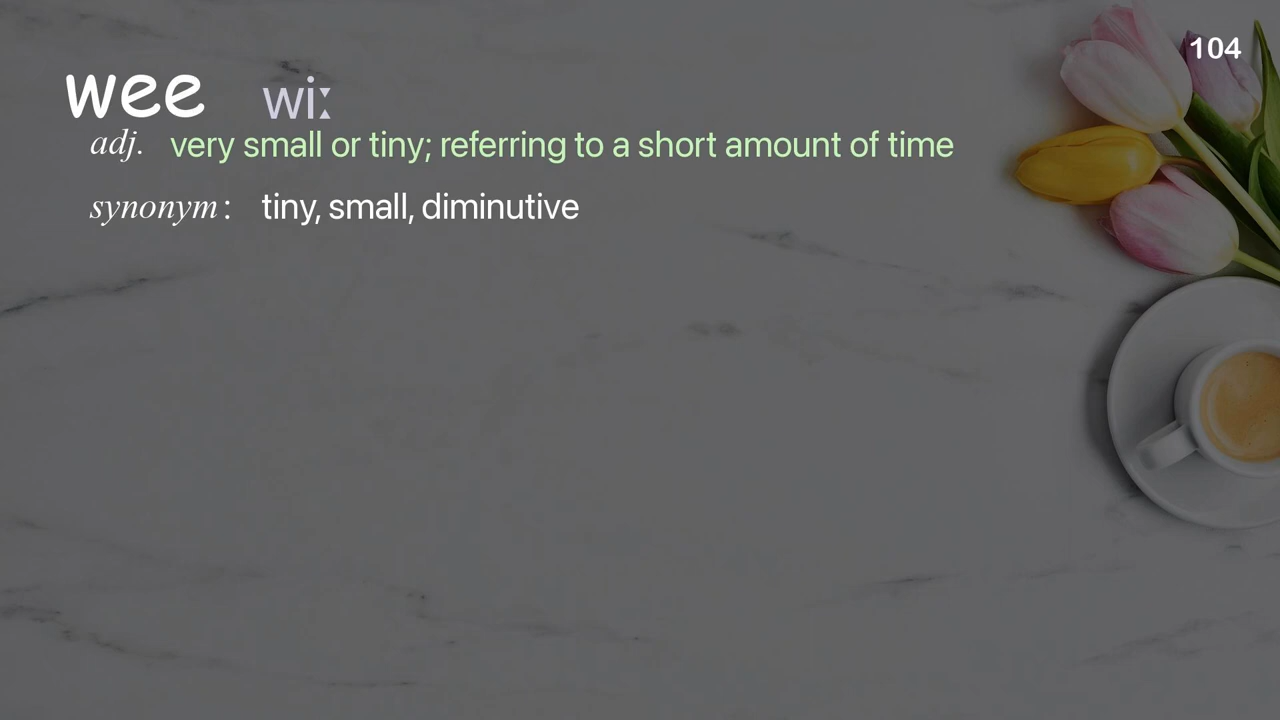 104
wee wiː
adj. very small or tiny; referring to a short amount of time
synonym: tiny, small, diminutive